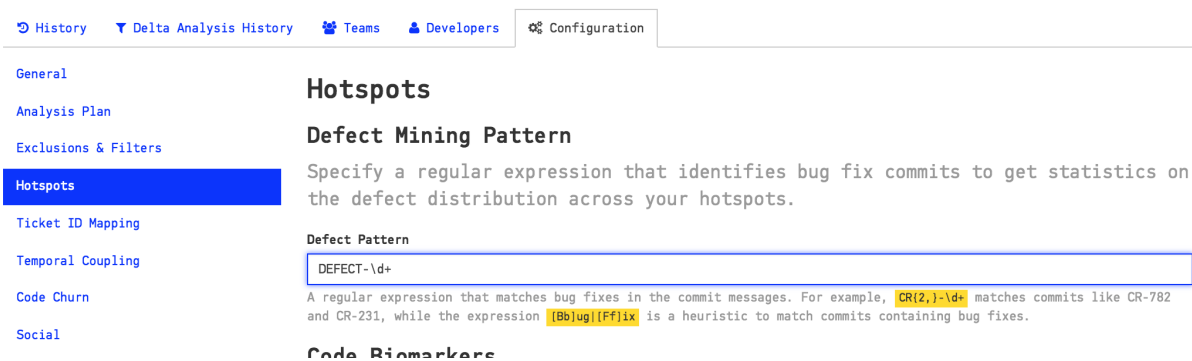 History Delta Analysis History Teams Developers Configuration
General
Analysis Plan
Exclusions & Filters
Hotspots
Ticket ID Mapping
Temporal Coupling
Code Churn
Social
Hotspots
Defect Mining Pattern
Specify a regular expression that identifies bug fix commits to get statistics on
the defect distribution across your hotspots.
Defect Pattern
DEFECT-\d+
A regular expression that matches bug fixes in the commit messages. For example, CR{2,}-\d+ matches commits like CR-782
and CR-231, while the expression [Bb]ug|[Ff]ix is a heuristic to match commits containing bug fixes.
Code Biomarkers